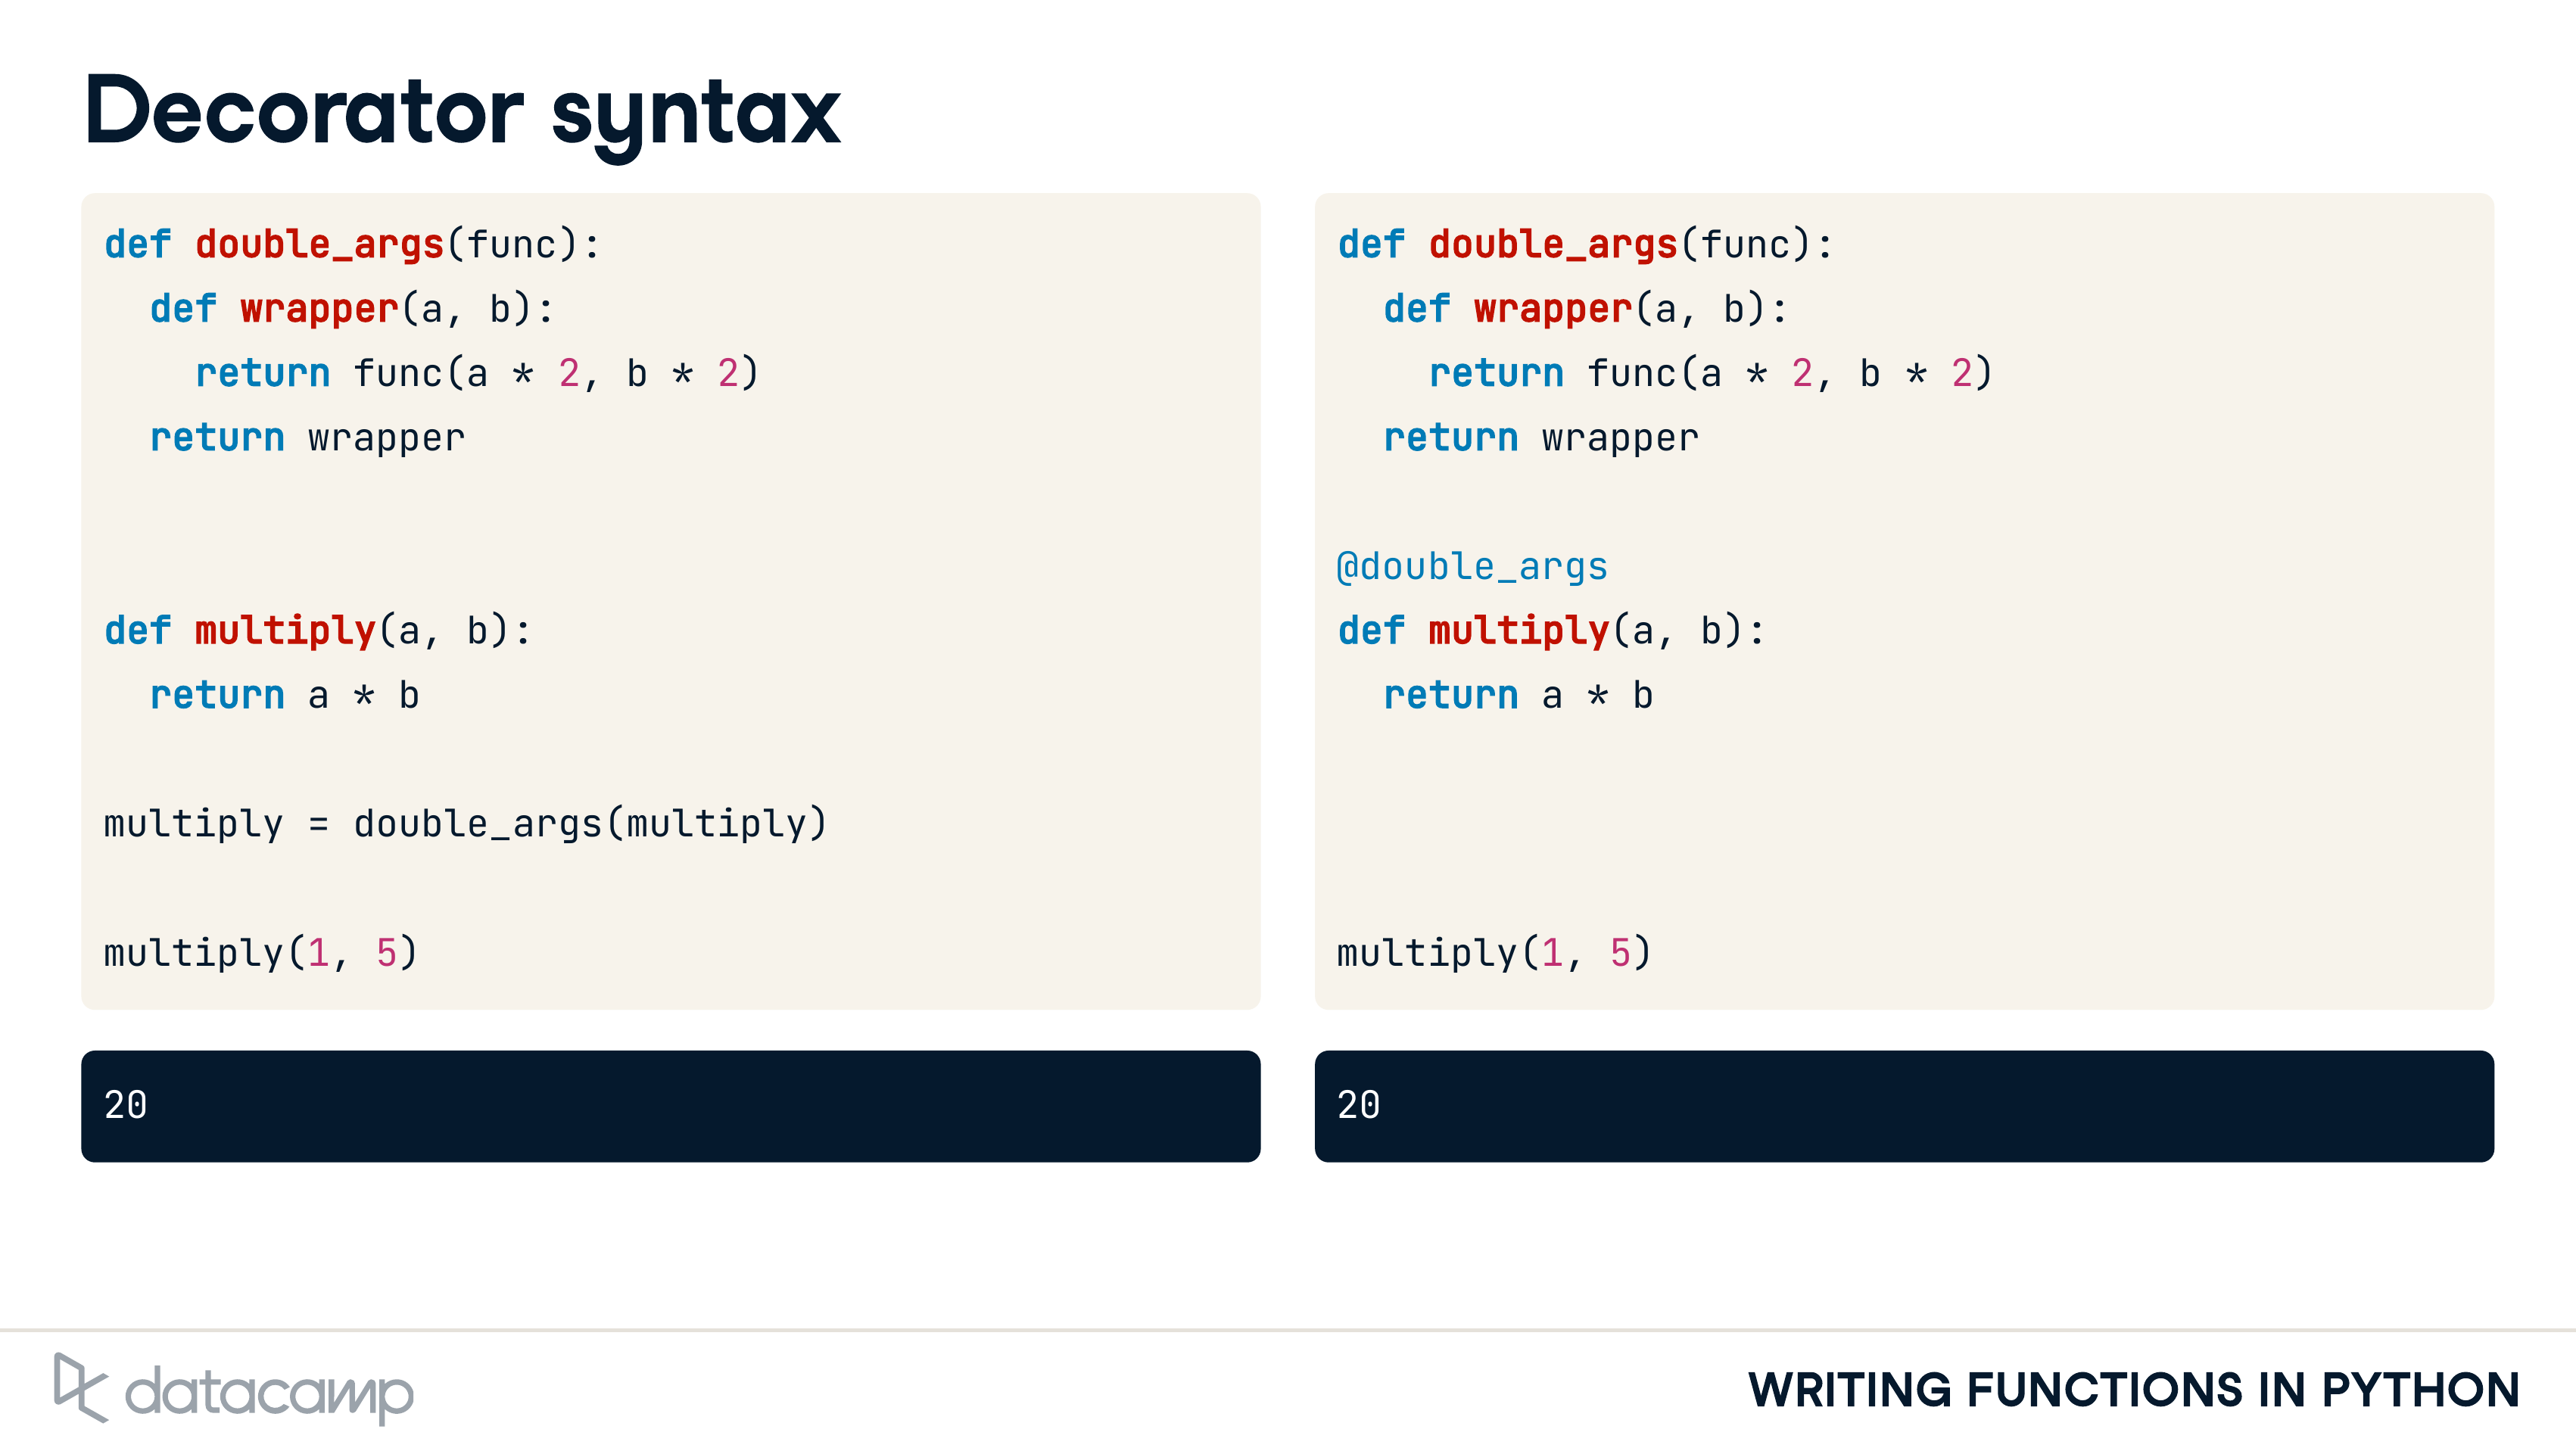 Decorator syntax
def double_args(func):
  def wrapper(a, b):
    return func(a * 2, b * 2)
  return wrapper
def multiply(a, b):
  return a * b
multiply = double_args(multiply)
multiply(1, 5)
20
def double_args(func):
  def wrapper(a, b):
    return func(a * 2, b * 2)
  return wrapper
@double_args
def multiply(a, b):
  return a * b
multiply(1, 5)
20
datacamp
WRITING FUNCTIONS IN PYTHON